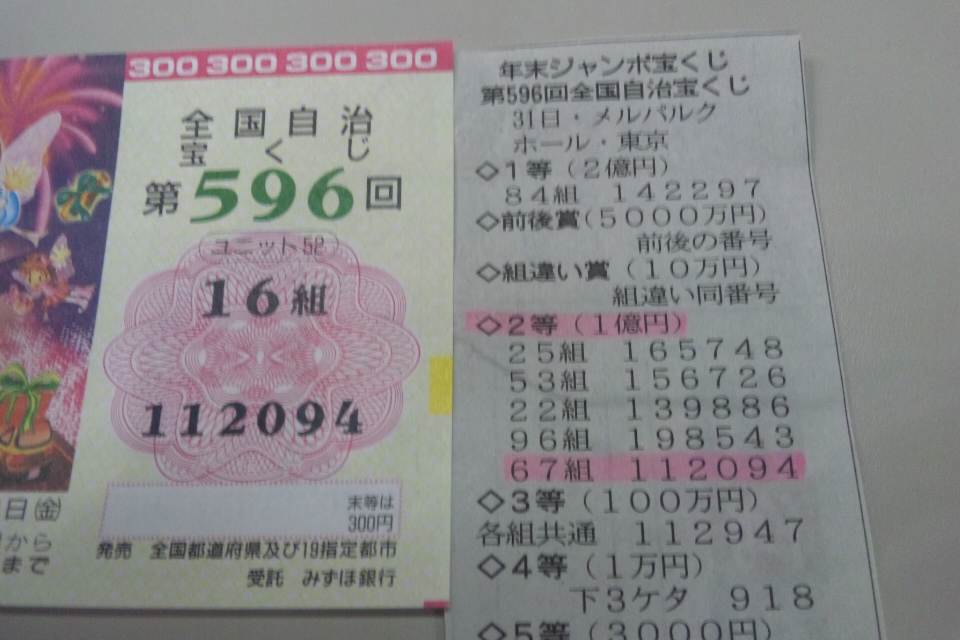 300 300 300 300
全国自治
宝くじ
第596回
ユニット52
16組
112094
末等は
300円
日(金)
から
まで
発売 全国都道府県及び19指定都市
受託 みずほ銀行
年末ジャンボ宝くじ
第596回全国自治宝くじ
31日・メルパルク
ホール・東京
◇1等(2億円)
84組 142297
◇前後賞(5000万円)
前後の番号
◇組違い賞(10万円)
組違い同番号
◇2等(1億円)
25組 165748
53組 156726
22組 139886
96組 198543
67組 112094
◇3等(100万円)
各組共通 112947
◇4等(1万円)
下3ケタ 918
◇5等(3000円)